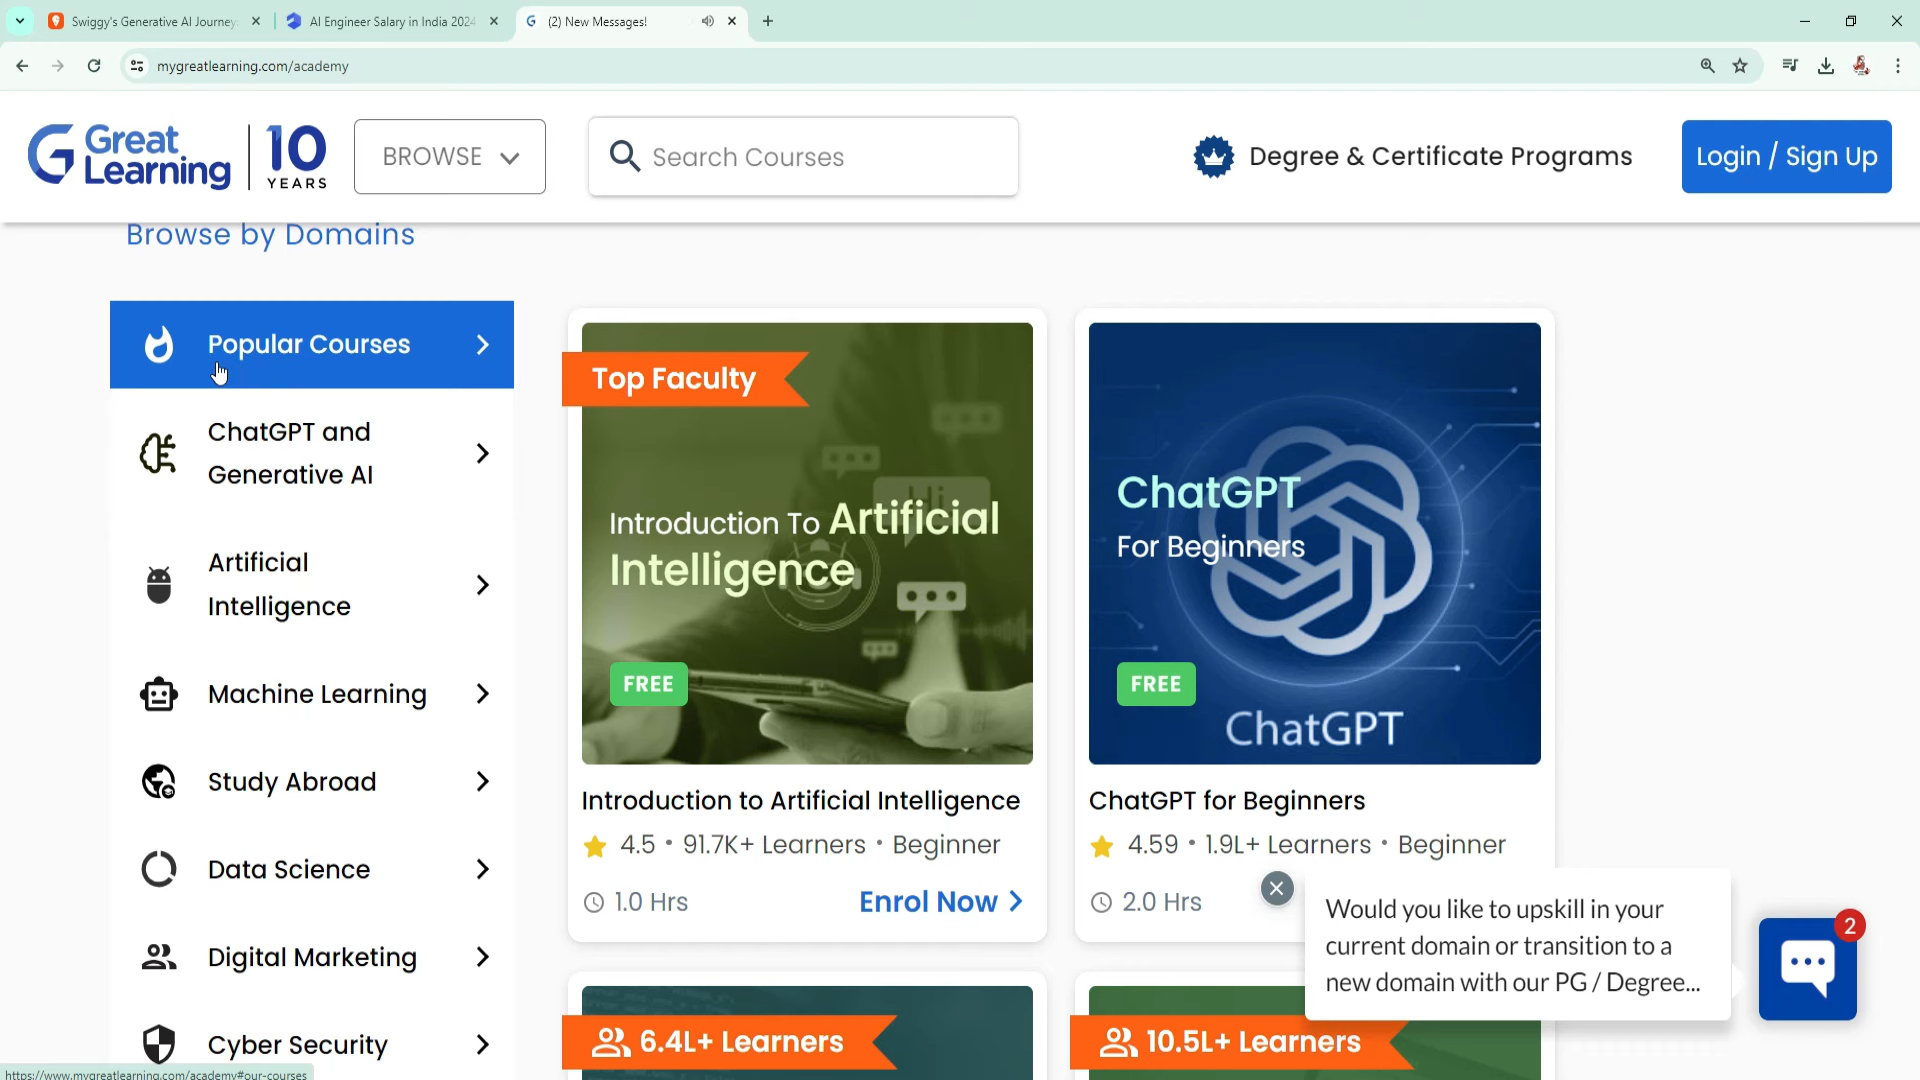 Swiggy's Generative AI Journey
AI Engineer Salary in India 2024
(2) New Messages!
mygreatlearning.com/academy
Great Learning
10 YEARS
BROWSE
Search Courses
Degree & Certificate Programs
Login / Sign Up
Browse by Domains
Popular Courses
ChatGPT and
Generative AI
Artificial
Intelligence
Machine Learning
Study Abroad
Data Science
Digital Marketing
Cyber Security
Top Faculty
Introduction To Artificial
Intelligence
FREE
Introduction to Artificial Intelligence
4.5 • 91.7K+ Learners • Beginner
1.0 Hrs
Enrol Now
ChatGPT
For Beginners
FREE
ChatGPT
ChatGPT for Beginners
4.59 • 1.9L+ Learners • Beginner
2.0 Hrs
6.4L+ Learners
10.5L+ Learners
Would you like to upskill in your
current domain or transition to a
new domain with our PG / Degree...
2
https://www.mygreatlearning.com/academy#our-courses